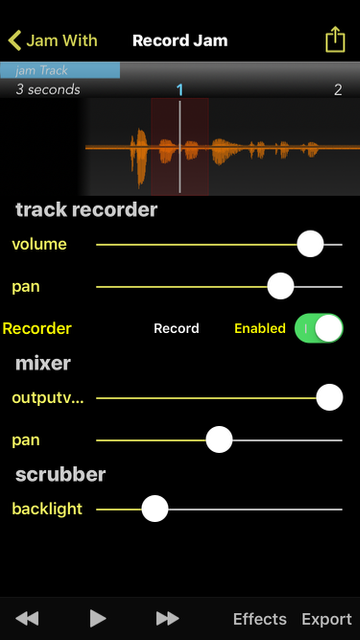 Jam With Record Jam
jam Track
3 seconds 1 2
track recorder
volume
pan
Recorder Record Enabled
mixer
outputv...
pan
scrubber
backlight
Effects Export